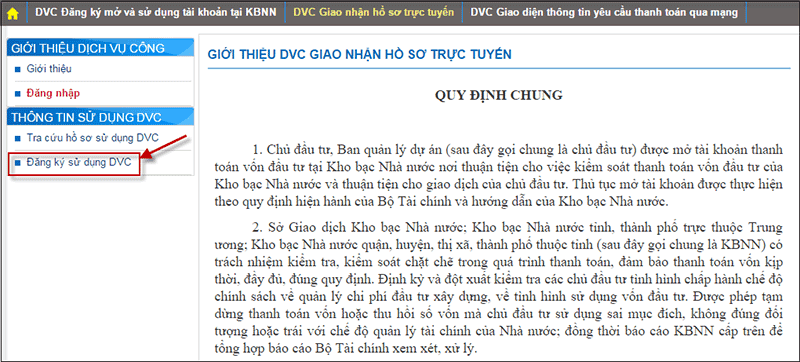 DVC Đăng ký mở và sử dụng tài khoản tại KBNN DVC Giao nhận hồ sơ trực tuyến DVC Giao diện thông tin yêu cầu thanh toán qua mạng
GIỚI THIỆU DỊCH VỤ CÔNG
Giới thiệu
Đăng nhập
THÔNG TIN SỬ DỤNG DVC
Tra cứu hồ sơ sử dụng DVC
Đăng ký sử dụng DVC
GIỚI THIỆU DVC GIAO NHẬN HỒ SƠ TRỰC TUYẾN
QUY ĐỊNH CHUNG
1. Chủ đầu tư, Ban quản lý dự án (sau đây gọi chung là chủ đầu tư) được mở tài khoản thanh
toán vốn đầu tư tại Kho bạc Nhà nước nơi thuận tiện cho việc kiểm soát thanh toán vốn đầu tư của
Kho bạc Nhà nước và thuận tiện cho giao dịch của chủ đầu tư. Thủ tục mở tài khoản được thực hiện
theo quy định hiện hành của Bộ Tài chính và hướng dẫn của Kho bạc Nhà nước.
2. Sở Giao dịch Kho bạc Nhà nước; Kho bạc Nhà nước tỉnh, thành phố trực thuộc Trung
ương; Kho bạc Nhà nước quận, huyện, thị xã, thành phố thuộc tỉnh (sau đây gọi chung là KBNN) có
trách nhiệm kiểm tra, kiểm soát chặt chẽ trong quá trình thanh toán, đảm bảo thanh toán vốn kịp
thời, đầy đủ, đúng quy định. Định kỳ và đột xuất kiểm tra các chủ đầu tư tình hình chấp hành chế độ
chính sách về quản lý chi phí đầu tư xây dựng, về tình hình sử dụng vốn đầu tư. Được phép tạm
dừng thanh toán vốn hoặc thu hồi số vốn mà chủ đầu tư sử dụng sai mục đích, không đúng đối
tượng hoặc trái với chế độ quản lý tài chính của Nhà nước; đồng thời báo cáo KBNN cấp trên để
tổng hợp báo cáo Bộ Tài chính xem xét, xử lý.